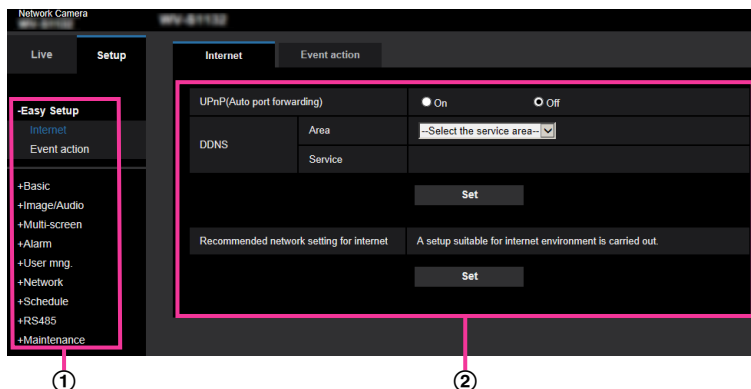 Network Camera
WV-S1132
Live
Setup
Internet
Event action
-Easy Setup
Internet
Event action
+Basic
+Image/Audio
+Multi-screen
+Alarm
+User mng.
+Network
+Schedule
+RS485
+Maintenance
UPnP(Auto port forwarding)
On
Off
DDNS
Area
--Select the service area--
Service
Set
Recommended network setting for internet
A setup suitable for internet environment is carried out.
Set
①
②